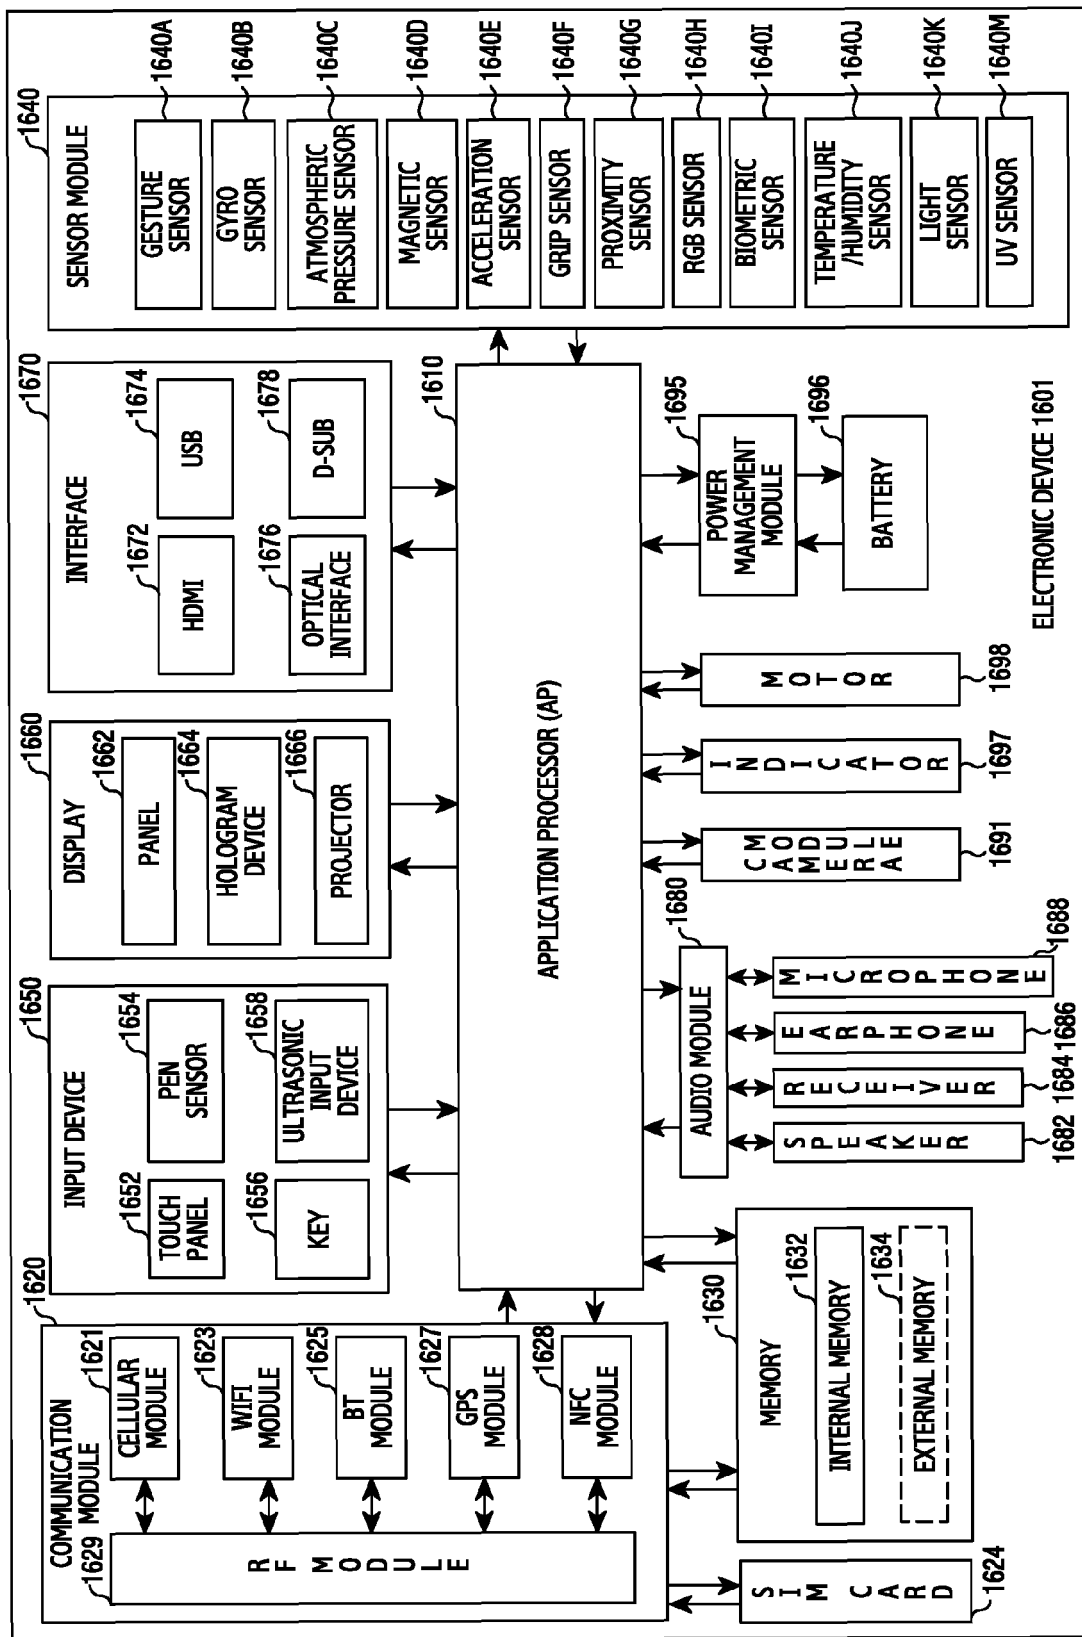 COMMUNICATION
MODULE
1620
1629
RF MODULE
CELLULAR
MODULE
1621
WIFI
MODULE
1623
BT
MODULE
1625
GPS
MODULE
1627
NFC
MODULE
1628
INPUT DEVICE
1650
TOUCH
PANEL
1652
PEN
SENSOR
1654
KEY
1656
ULTRASONIC
INPUT
DEVICE
1658
DISPLAY
1660
PANEL
1662
HOLOGRAM
DEVICE
1664
PROJECTOR
1666
INTERFACE
1670
HDMI
1672
USB
1674
OPTICAL
INTERFACE
1676
D-SUB
1678
SENSOR MODULE
1640
GESTURE
SENSOR
1640A
GYRO
SENSOR
1640B
ATMOSPHERIC
PRESSURE SENSOR
1640C
MAGNETIC
SENSOR
1640D
ACCELERATION
SENSOR
1640E
GRIP SENSOR
1640F
PROXIMITY
SENSOR
1640G
RGB SENSOR
1640H
BIOMETRIC
SENSOR
1640I
TEMPERATURE
/HUMIDITY
SENSOR
1640J
LIGHT
SENSOR
1640K
UV SENSOR
1640M
APPLICATION PROCESSOR (AP)
1610
SIM CARD
1624
MEMORY
1630
INTERNAL MEMORY
1632
EXTERNAL MEMORY
1634
AUDIO MODULE
1680
SPEAKER
1682
RECEIVER
1684
EARPHONE
1686
MICROPHONE
1688
CAMERA
MODULE
1691
INDICATOR
1697
MOTOR
1698
POWER
MANAGEMENT
MODULE
1695
BATTERY
1696
ELECTRONIC DEVICE 1601